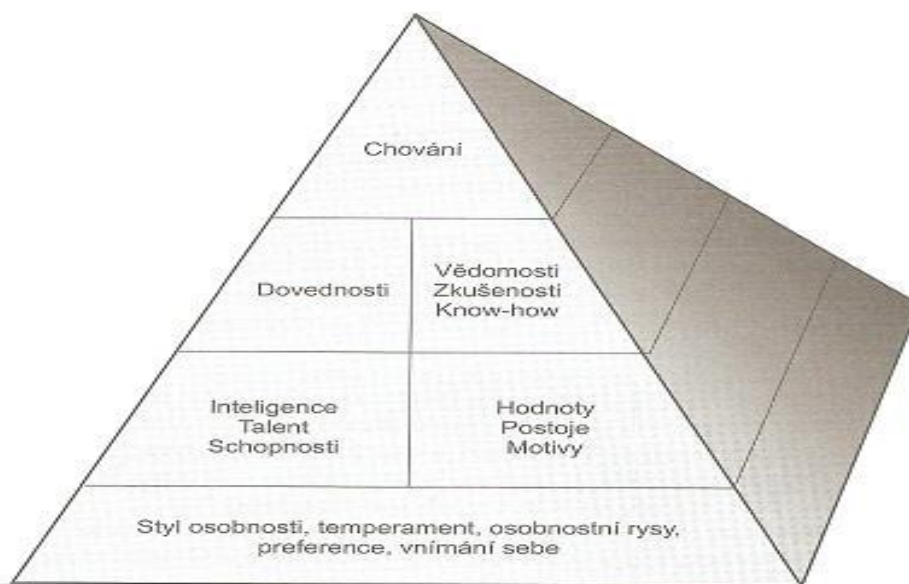 Chování
Dovednosti
Vědomosti
Zkušenosti
Know-how
Inteligence
Talent
Schopnosti
Hodnoty
Postoje
Motivy
Styl osobnosti, temperament, osobnostní rysy,
preference, vnímání sebe